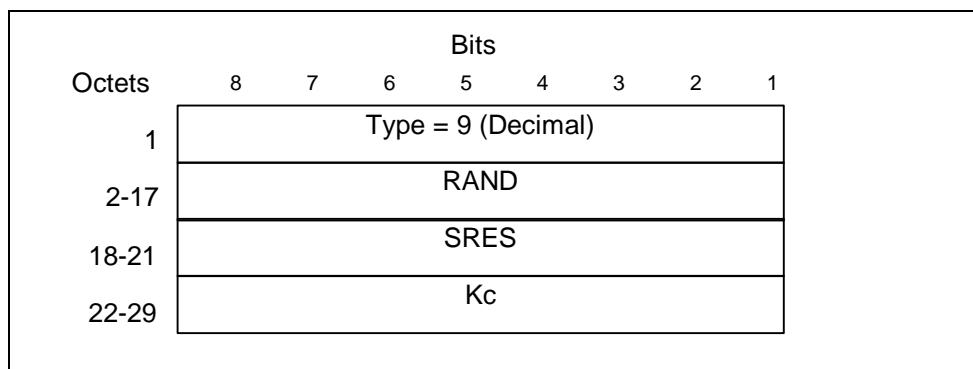 Bits
Octets 8 7 6 5 4 3 2 1
1 Type = 9 (Decimal)
2-17 RAND
18-21 SRES
22-29 Kc